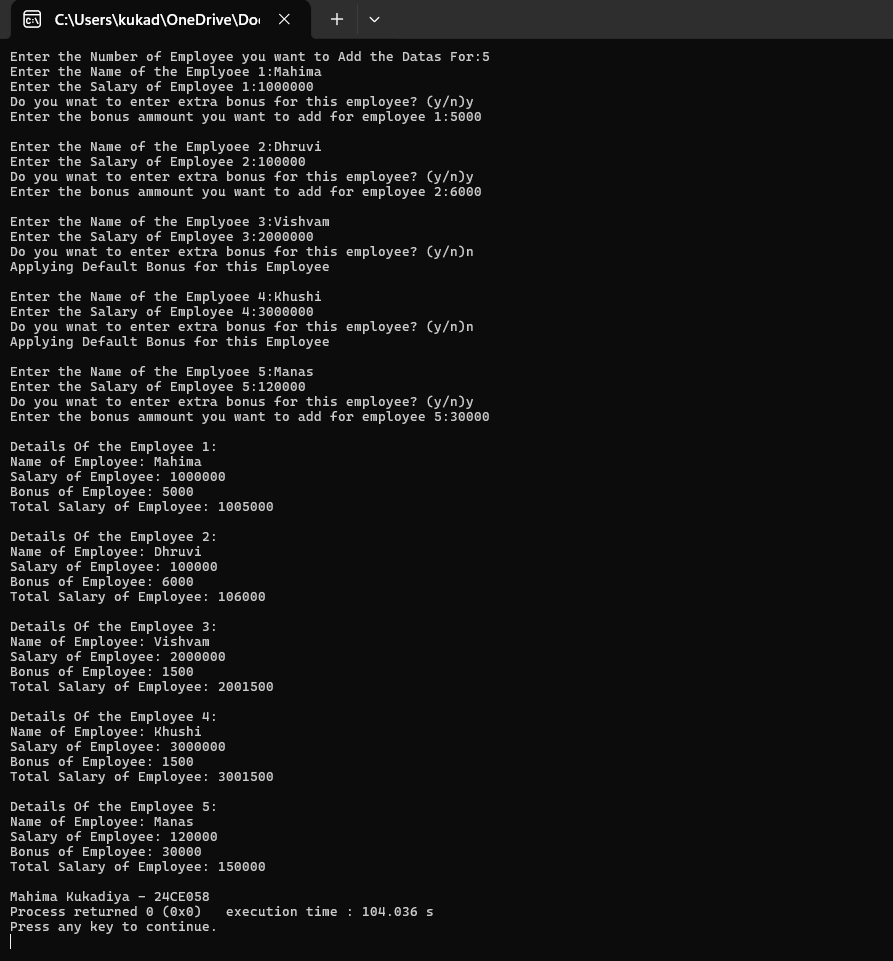 C:\Users\kukad\OneDrive\Do
Enter the Number of Employee you want to Add the Datas For:5
Enter the Name of the Emplyoee 1:Mahima
Enter the Salary of Employee 1:1000000
Do you wnat to enter extra bonus for this employee? (y/n)y
Enter the bonus ammount you want to add for employee 1:5000

Enter the Name of the Emplyoee 2:Dhruvi
Enter the Salary of Employee 2:100000
Do you wnat to enter extra bonus for this employee? (y/n)y
Enter the bonus ammount you want to add for employee 2:6000

Enter the Name of the Emplyoee 3:Vishvam
Enter the Salary of Employee 3:2000000
Do you wnat to enter extra bonus for this employee? (y/n)n
Applying Default Bonus for this Employee

Enter the Name of the Emplyoee 4:Khushi
Enter the Salary of Employee 4:3000000
Do you wnat to enter extra bonus for this employee? (y/n)n
Applying Default Bonus for this Employee

Enter the Name of the Emplyoee 5:Manas
Enter the Salary of Employee 5:120000
Do you wnat to enter extra bonus for this employee? (y/n)y
Enter the bonus ammount you want to add for employee 5:30000

Details Of the Employee 1:
Name of Employee: Mahima
Salary of Employee: 1000000
Bonus of Employee: 5000
Total Salary of Employee: 1005000

Details Of the Employee 2:
Name of Employee: Dhruvi
Salary of Employee: 100000
Bonus of Employee: 6000
Total Salary of Employee: 106000

Details Of the Employee 3:
Name of Employee: Vishvam
Salary of Employee: 2000000
Bonus of Employee: 1500
Total Salary of Employee: 2001500

Details Of the Employee 4:
Name of Employee: Khushi
Salary of Employee: 3000000
Bonus of Employee: 1500
Total Salary of Employee: 3001500

Details Of the Employee 5:
Name of Employee: Manas
Salary of Employee: 120000
Bonus of Employee: 30000
Total Salary of Employee: 150000

Mahima Kukadiya - 24CE058
Process returned 0 (0x0)   execution time : 104.036 s
Press any key to continue.